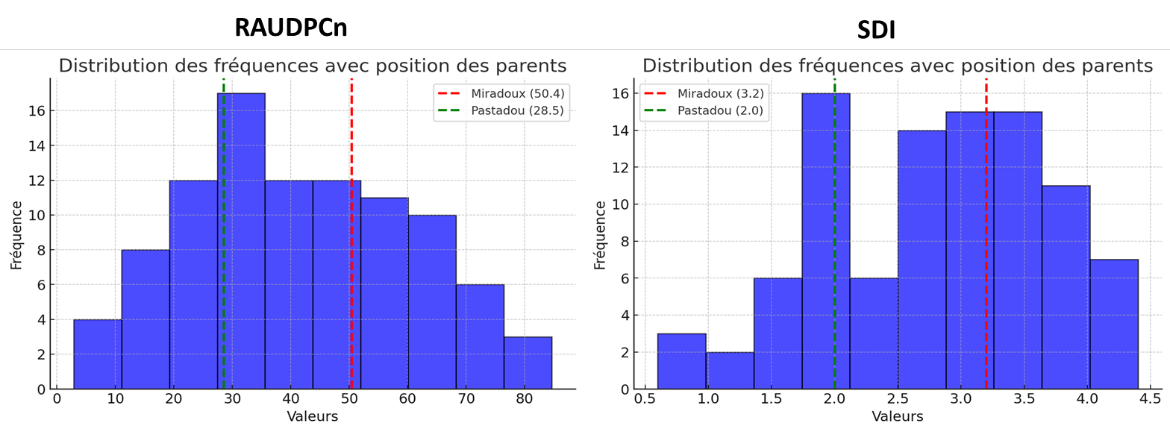 RAUDPCn
Distribution des fréquences avec position des parents
Miradoux (50.4)
Pastadou (28.5)
Fréquence
16
14
12
10
8
6
4
2
0
0 10 20 30 40 50 60 70 80
Valeurs
SDI
Distribution des fréquences avec position des parents
Miradoux (3.2)
Pastadou (2.0)
Fréquence
16
14
12
10
8
6
4
2
0
0.5 1.0 1.5 2.0 2.5 3.0 3.5 4.0 4.5
Valeurs